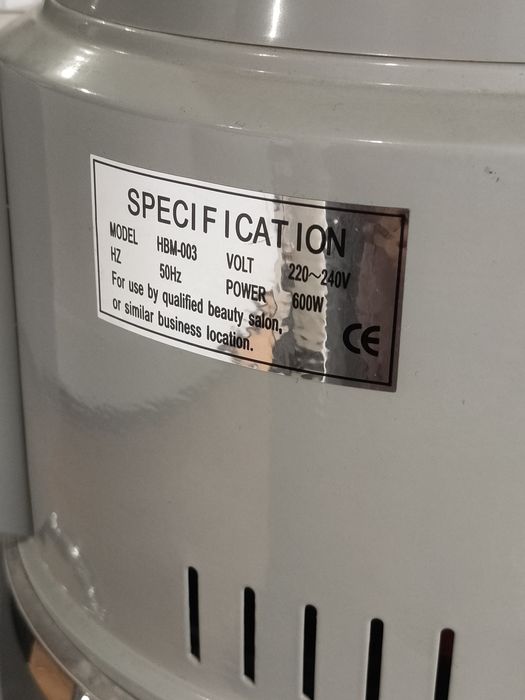 SPECIFICATION
MODEL HBM-003 VOLT 220～240V
HZ 50Hz POWER 600W
For use by qualified beauty salon,
or similar business location.
CE